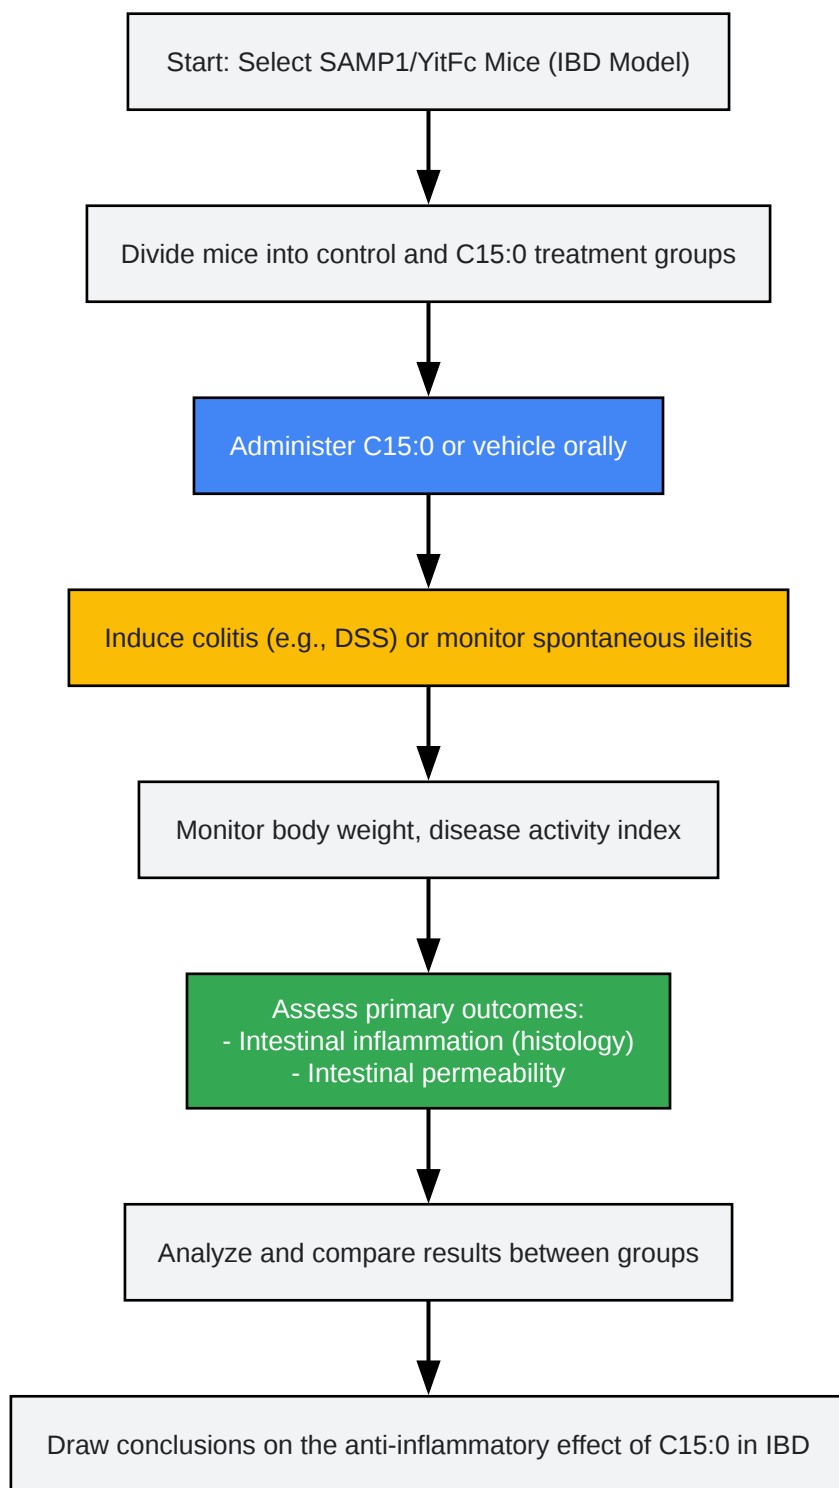 Start: Select SAMP1/YitFc Mice (IBD Model)
Divide mice into control and C15:0 treatment groups
Administer C15:0 or vehicle orally
Induce colitis (e.g., DSS) or monitor spontaneous ileitis
Monitor body weight, disease activity index
Assess primary outcomes:
- Intestinal inflammation (histology)
- Intestinal permeability
Analyze and compare results between groups
Draw conclusions on the anti-inflammatory effect of C15:0 in IBD